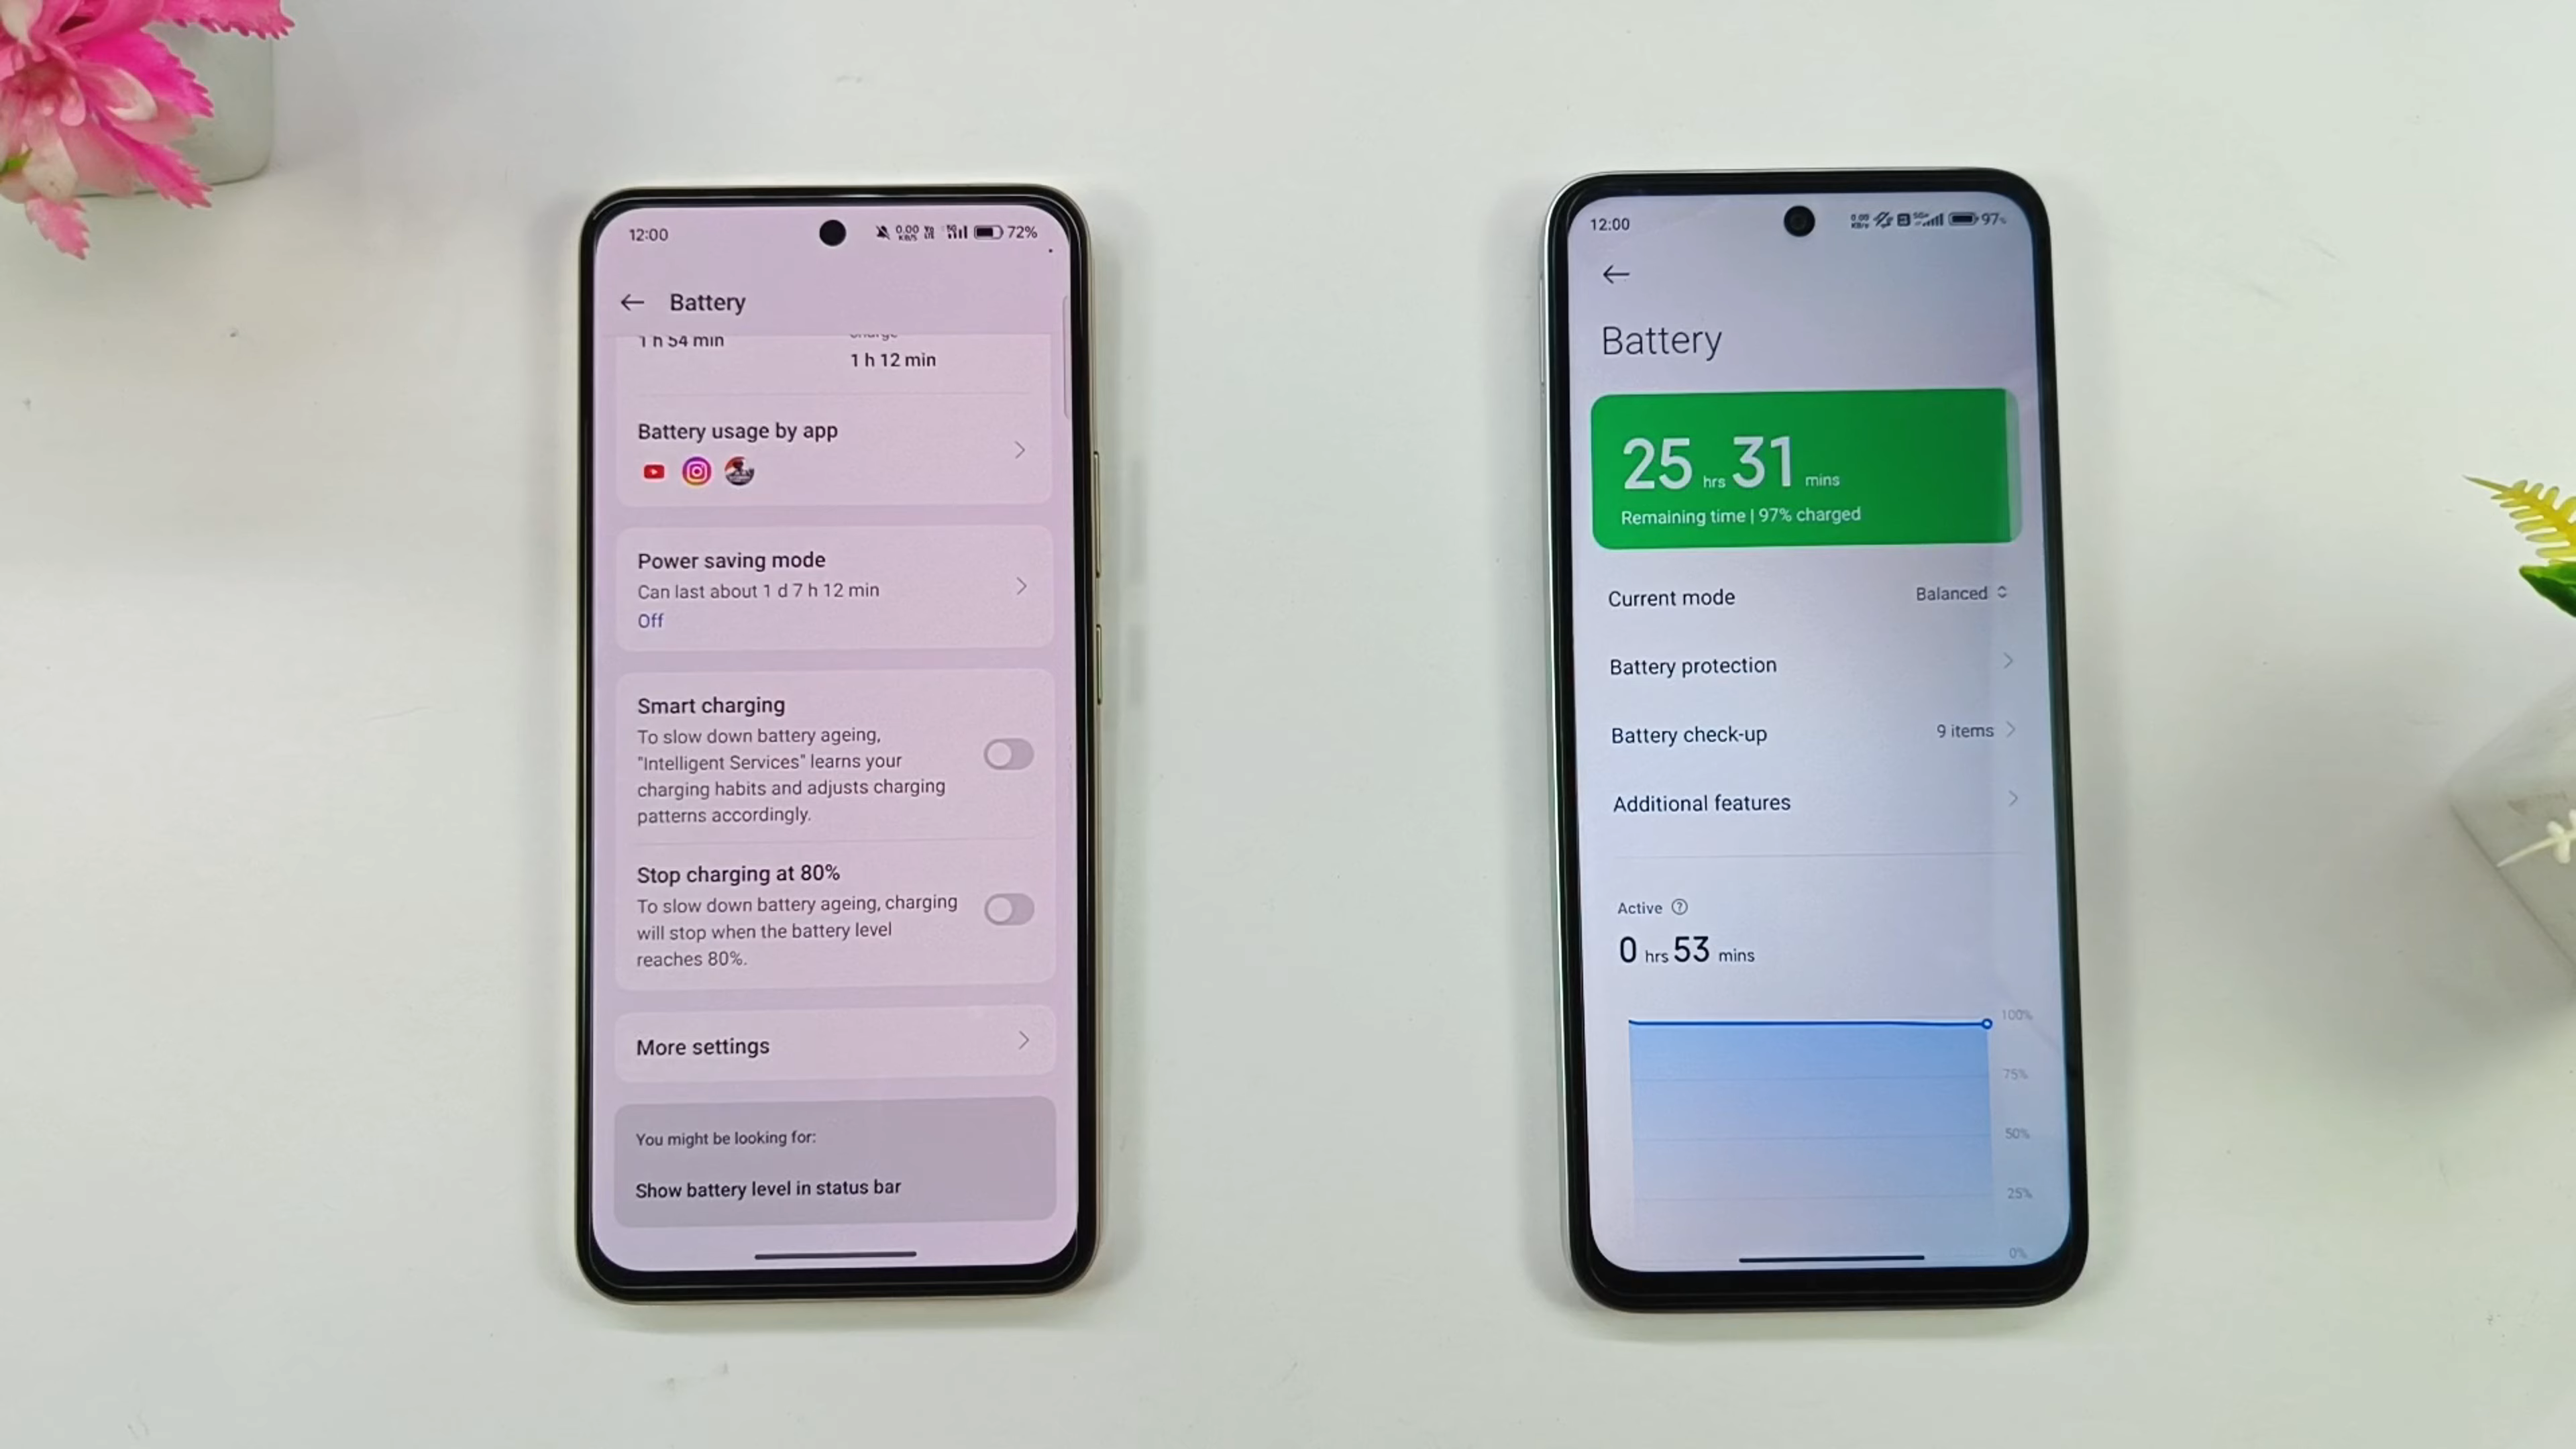 12:00
0.00
KB/S
5G
72%
Battery
1 h 54 min
charge
1 h 12 min
Battery usage by app
Power saving mode
Can last about 1 d 7 h 12 min
Off
Smart charging
To slow down battery ageing,
"Intelligent Services" learns your
charging habits and adjusts charging
patterns accordingly.
Stop charging at 80%
To slow down battery ageing, charging
will stop when the battery level
reaches 80%.
More settings
You might be looking for:
Show battery level in status bar
12:00
97%
Battery
25 hrs 31 mins
Remaining time | 97% charged
Current mode
Balanced
Battery protection
Battery check-up
9 items
Additional features
Active ?
0 hrs 53 mins
100%
75%
50%
25%
0%